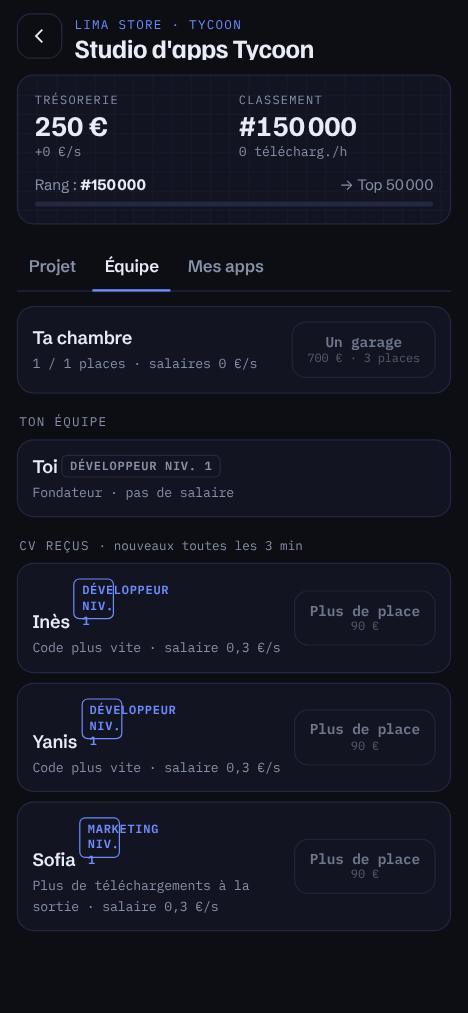 LIMA STORE · TYCOON
Studio d'apps Tycoon
TRÉSORERIE
CLASSEMENT
250 €
#150 000
+0 €/s
0 télécharg./h
Rang : #150 000
→ Top 50 000
Projet
Équipe
Mes apps
Ta chambre
1 / 1 places · salaires 0 €/s
Un garage
700 € · 3 places
TON ÉQUIPE
Toi DÉVELOPPEUR NIV. 1
Fondateur · pas de salaire
CV REÇUS · nouveaux toutes les 3 min
DÉVELOPPEUR
NIV.
1
Inès
Code plus vite · salaire 0,3 €/s
Plus de place
90 €
DÉVELOPPEUR
NIV.
1
Yanis
Code plus vite · salaire 0,3 €/s
Plus de place
90 €
MARKETING
NIV.
1
Sofia
Plus de téléchargements à la
sortie · salaire 0,3 €/s
Plus de place
90 €